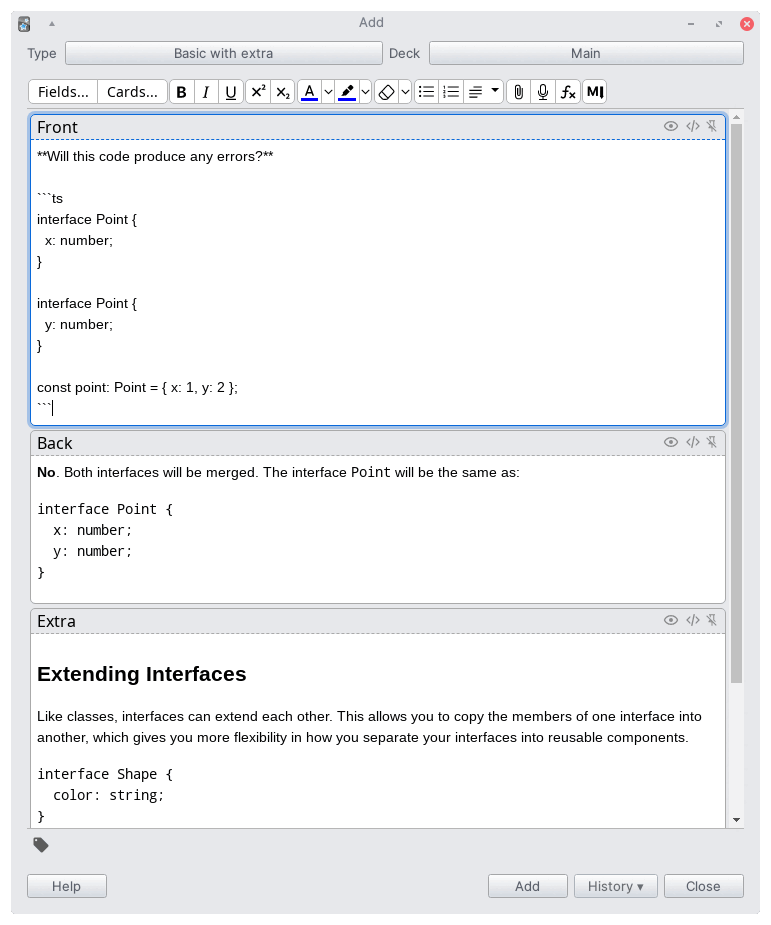 Add
Type Basic with extra Deck Main
Fields... Cards... B I U x² x₂ A fx M
Front
**Will this code produce any errors?**
```ts
interface Point {
  x: number;
}
interface Point {
  y: number;
}
const point: Point = { x: 1, y: 2 };
```
Back
No. Both interfaces will be merged. The interface Point will be the same as:
interface Point {
  x: number;
  y: number;
}
Extra
Extending Interfaces
Like classes, interfaces can extend each other. This allows you to copy the members of one interface into
another, which gives you more flexibility in how you separate your interfaces into reusable components.
interface Shape {
  color: string;
}
Help Add History ▾ Close